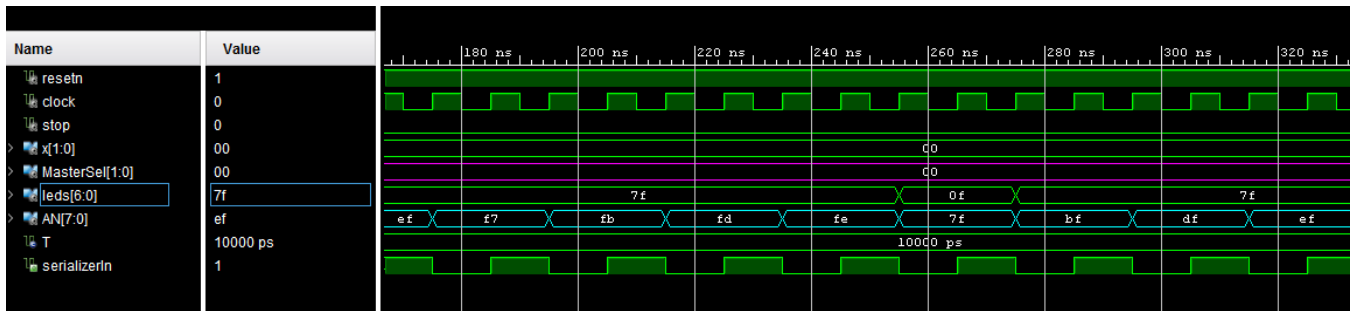 Name Value 180 ns 200 ns 220 ns 240 ns 260 ns 280 ns 300 ns 320 ns
resetn 1
clock 0
stop 0
x[1:0] 00 00
MasterSel[1:0] 00 00
leds[6:0] 7f 7f 0f 7f
AN[7:0] ef ef f7 fb fd fe 7f bf df ef
T 10000 ps 10000 ps
serializerIn 1